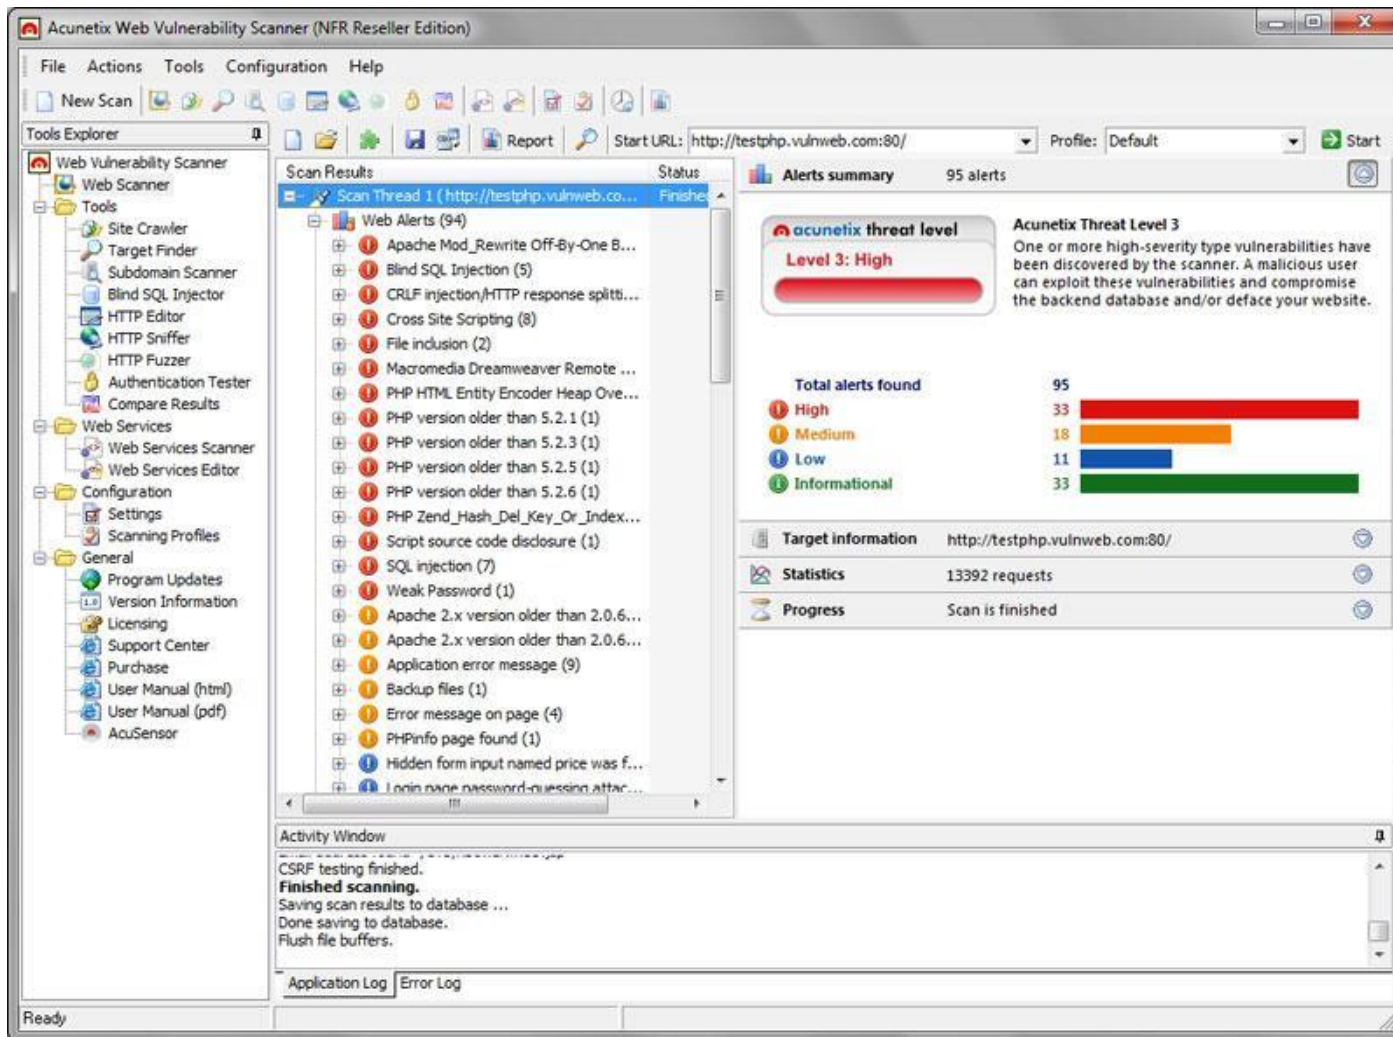 Acunetix Web Vulnerability Scanner (NFR Reseller Edition)
File Actions Tools Configuration Help
New Scan
Tools Explorer
Web Vulnerability Scanner
Web Scanner
Tools
Site Crawler
Target Finder
Subdomain Scanner
Blind SQL Injector
HTTP Editor
HTTP Sniffer
HTTP Fuzzer
Authentication Tester
Compare Results
Web Services
Web Services Scanner
Web Services Editor
Configuration
Settings
Scanning Profiles
General
Program Updates
Version Information
Licensing
Support Center
Purchase
User Manual (html)
User Manual (pdf)
AcuSensor
Report Start URL: http://testphp.vulnweb.com:80/ Profile: Default Start
Scan Results Status
Scan Thread 1 ( http://testphp.vulnweb.co... Finished
Web Alerts (94)
Apache Mod_Rewrite Off-By-One B...
Blind SQL Injection (5)
CRLF injection/HTTP response splitti...
Cross Site Scripting (8)
File inclusion (2)
Macromedia Dreamweaver Remote ...
PHP HTML Entity Encoder Heap Ove...
PHP version older than 5.2.1 (1)
PHP version older than 5.2.3 (1)
PHP version older than 5.2.5 (1)
PHP version older than 5.2.6 (1)
PHP Zend_Hash_Del_Key_Or_Index...
Script source code disclosure (1)
SQL injection (7)
Weak Password (1)
Apache 2.x version older than 2.0.6...
Apache 2.x version older than 2.0.6...
Application error message (9)
Backup files (1)
Error message on page (4)
PHPinfo page found (1)
Hidden form input named price was f...
Login page password-guessing attac...
Alerts summary 95 alerts
acunetix threat level
Level 3: High
Acunetix Threat Level 3
One or more high-severity type vulnerabilities have
been discovered by the scanner. A malicious user
can exploit these vulnerabilities and compromise
the backend database and/or deface your website.
Total alerts found 95
High 33
Medium 18
Low 11
Informational 33
Target information http://testphp.vulnweb.com:80/
Statistics 13392 requests
Progress Scan is finished
Activity Window
CSRF testing finished.
Finished scanning.
Saving scan results to database ...
Done saving to database.
Flush file buffers.
Application Log Error Log
Ready